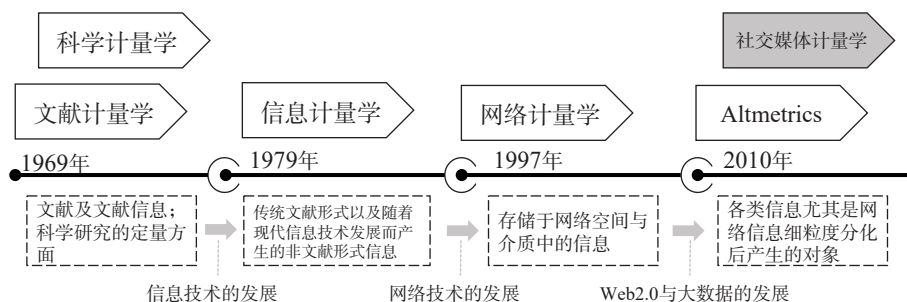 科学计量学
社交媒体计量学
文献计量学
信息计量学
网络计量学
Altmetrics
1969年
1979年
1997年
2010年
文献及文献信息；
科学研究的定量方
面
传统文献形式以及随着
现代信息技术发展而产
生的非文献形式信息
存储于网络空间与
介质中的信息
各类信息尤其是网
络信息细粒度分化
后产生的对象
信息技术的发展
网络技术的发展
Web2.0与大数据的发展